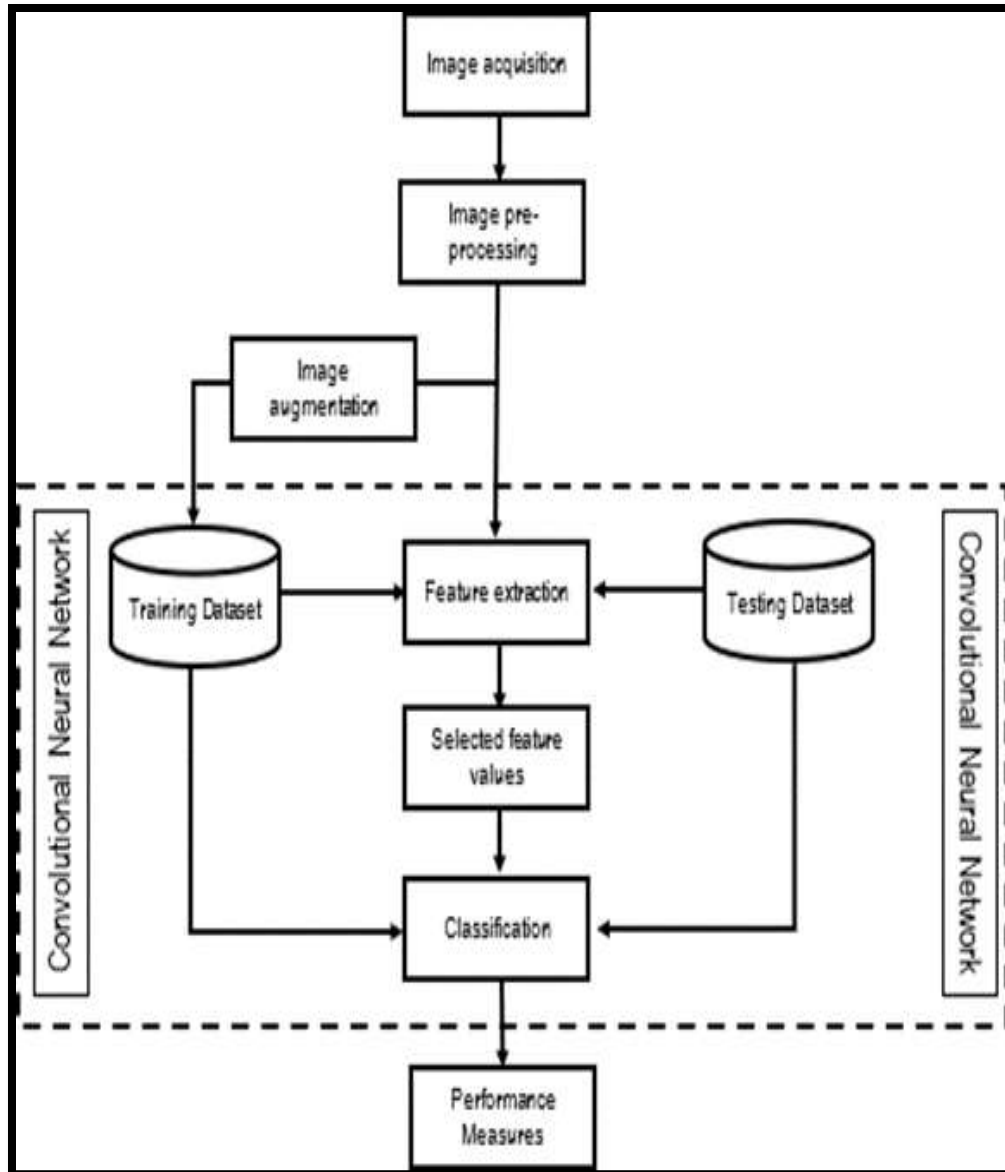 Image acquisition
Image pre-
processing
Image
augmentation
Convolutional Neural Network
Training Dataset
Feature extraction
Testing Dataset
Convolutional Neural Network
Selected feature
values
Classification
Performance
Measures